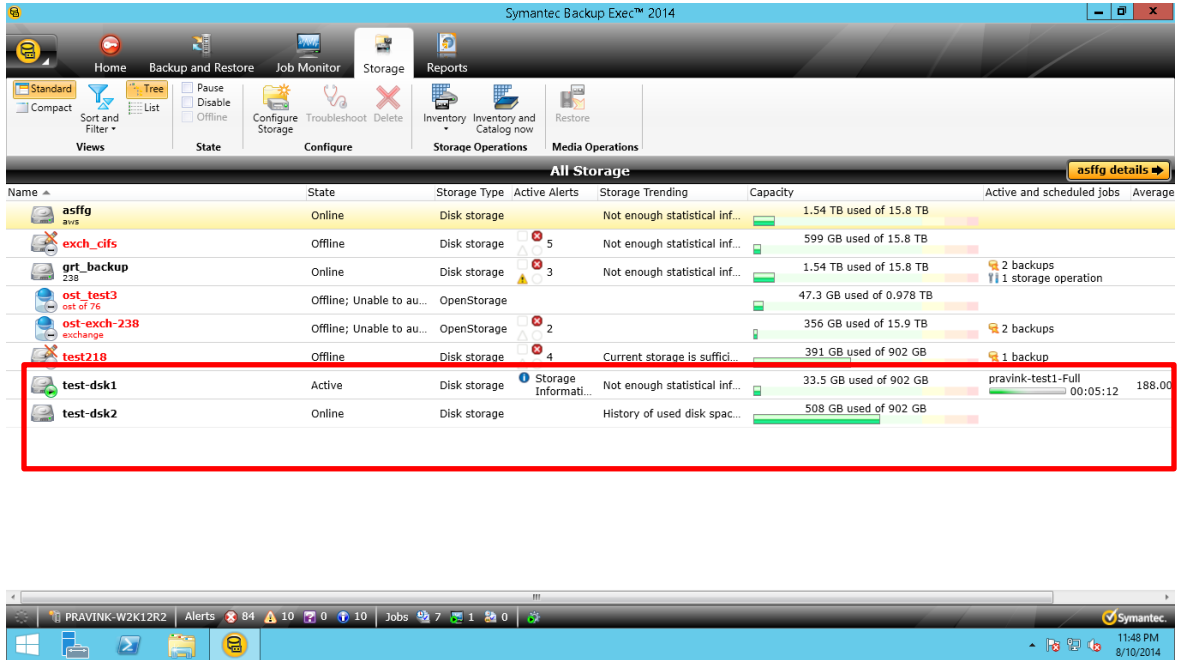 Symantec Backup Exec™ 2014
Home
Backup and Restore
Job Monitor
Storage
Reports
Standard
Compact
Sort and
Filter
Tree
List
Views
Pause
Disable
Offline
State
Configure
Storage
Troubleshoot
Delete
Configure
Inventory
Inventory and
Catalog now
Storage Operations
Restore
Media Operations
All Storage
asffg details
Name State Storage Type Active Alerts Storage Trending Capacity Active and scheduled jobs Average
asffg
aws
Online Disk storage Not enough statistical inf... 1.54 TB used of 15.8 TB
exch_cifs Offline Disk storage 5 Not enough statistical inf... 599 GB used of 15.8 TB
grt_backup
238
Online Disk storage 3 Not enough statistical inf... 1.54 TB used of 15.8 TB 2 backups
1 storage operation
ost_test3
ost of 76
Offline; Unable to au... OpenStorage 47.3 GB used of 0.978 TB
ost-exch-238
exchange
Offline; Unable to au... OpenStorage 2 356 GB used of 15.9 TB 2 backups
test218 Offline Disk storage 4 Current storage is suffici... 391 GB used of 902 GB 1 backup
test-dsk1 Active Disk storage Storage
Informati...
Not enough statistical inf... 33.5 GB used of 902 GB pravink-test1-Full
00:05:12
188.00
test-dsk2 Online Disk storage History of used disk spac... 508 GB used of 902 GB
PRAVINK-W2K12R2 Alerts 84 10 0 10 Jobs 7 1 0
Symantec.
11:48 PM
8/10/2014